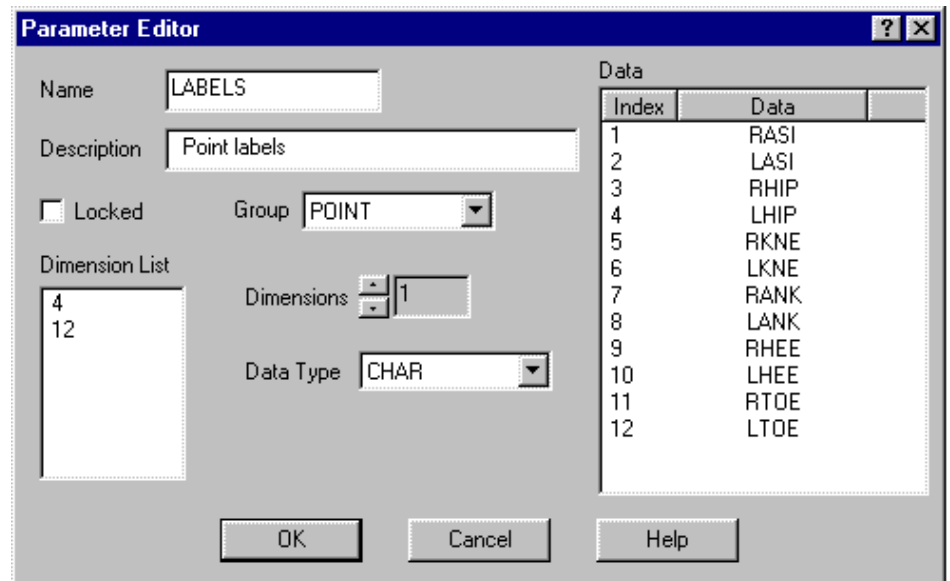 Parameter Editor
Name LABELS
Description Point labels
Locked Group POINT
Dimension List
4
12
Dimensions 1
Data Type CHAR
Data
Index Data
1 RASI
2 LASI
3 RHIP
4 LHIP
5 RKNE
6 LKNE
7 RANK
8 LANK
9 RHEE
10 LHEE
11 RTOE
12 LTOE
OK Cancel Help